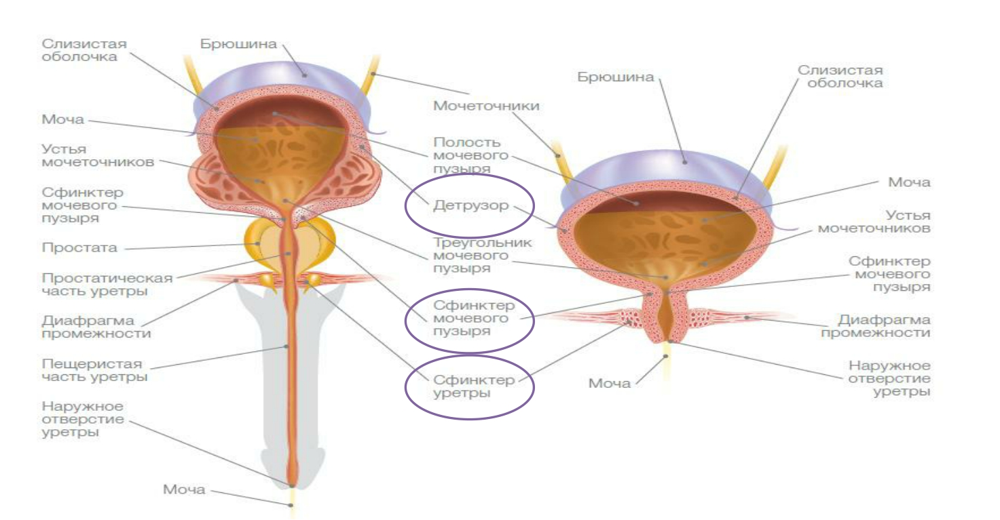 Слизистая
оболочка
Брюшина
Моча
Устья
мочеточников
Сфинктер
мочевого
пузыря
Простата
Простатическая
часть уретры
Диафрагма
промежности
Пещеристая
часть уретры
Наружное
отверстие
уретры
Моча
Мочеточники
Полость
мочевого
пузыря
Детрузор
Треугольник
мочевого
пузыря
Сфинктер
мочевого
пузыря
Сфинктер
уретры
Брюшина
Слизистая
оболочка
Моча
Устья
мочеточников
Сфинктер
мочевого
пузыря
Диафрагма
промежности
Наружное
отверстие
уретры
Моча